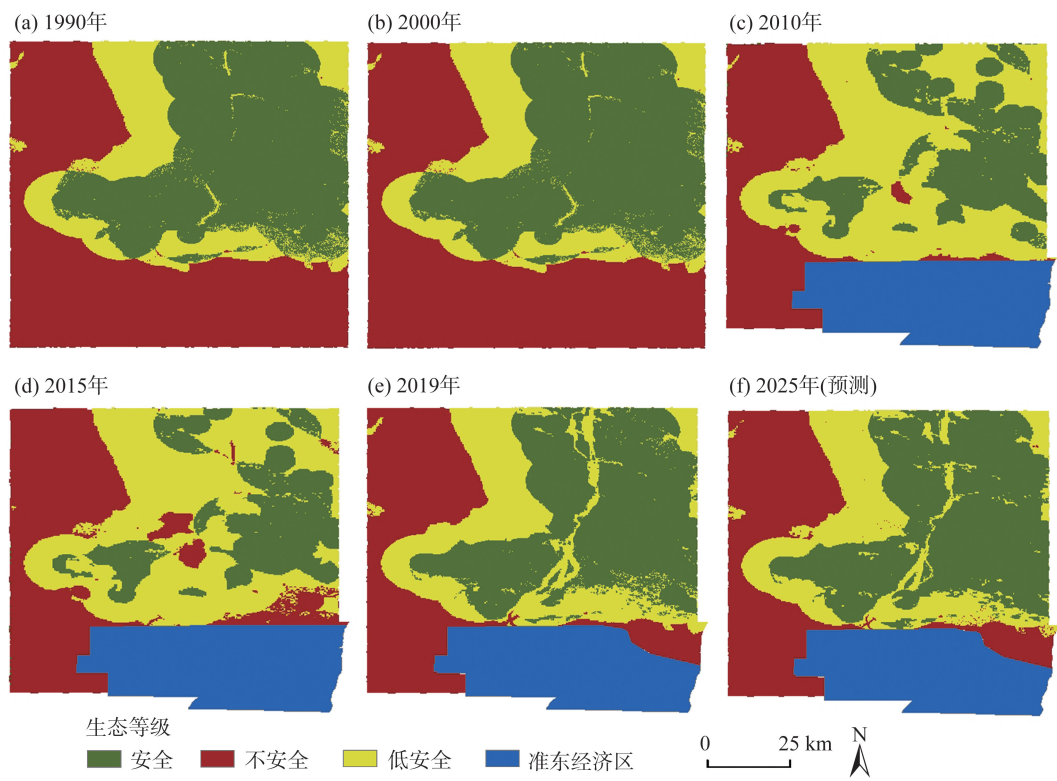 (a) 1990年
(b) 2000年
(c) 2010年
(d) 2015年
(e) 2019年
(f) 2025年(预测)
生态等级
安全
不安全
低安全
准东经济区
0 25 km
N